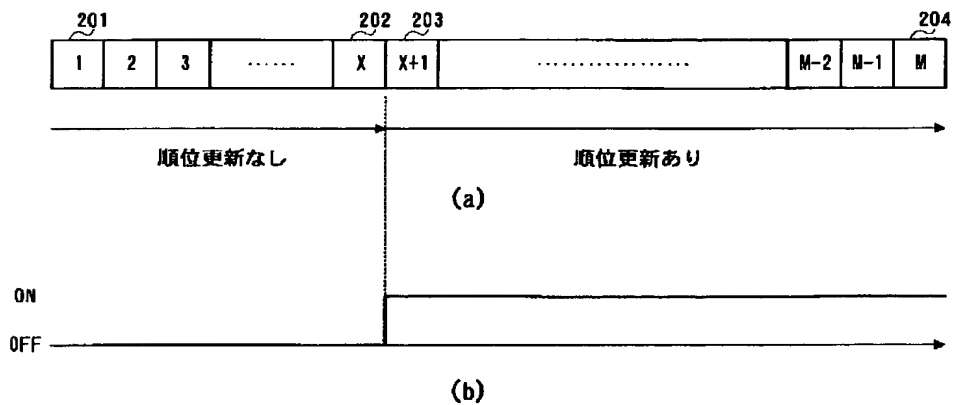 201 202 203 204
1 2 3 ...... X X+1 ................. M-2 M-1 M
順位更新なし 順位更新あり
(a)
ON
OFF
(b)